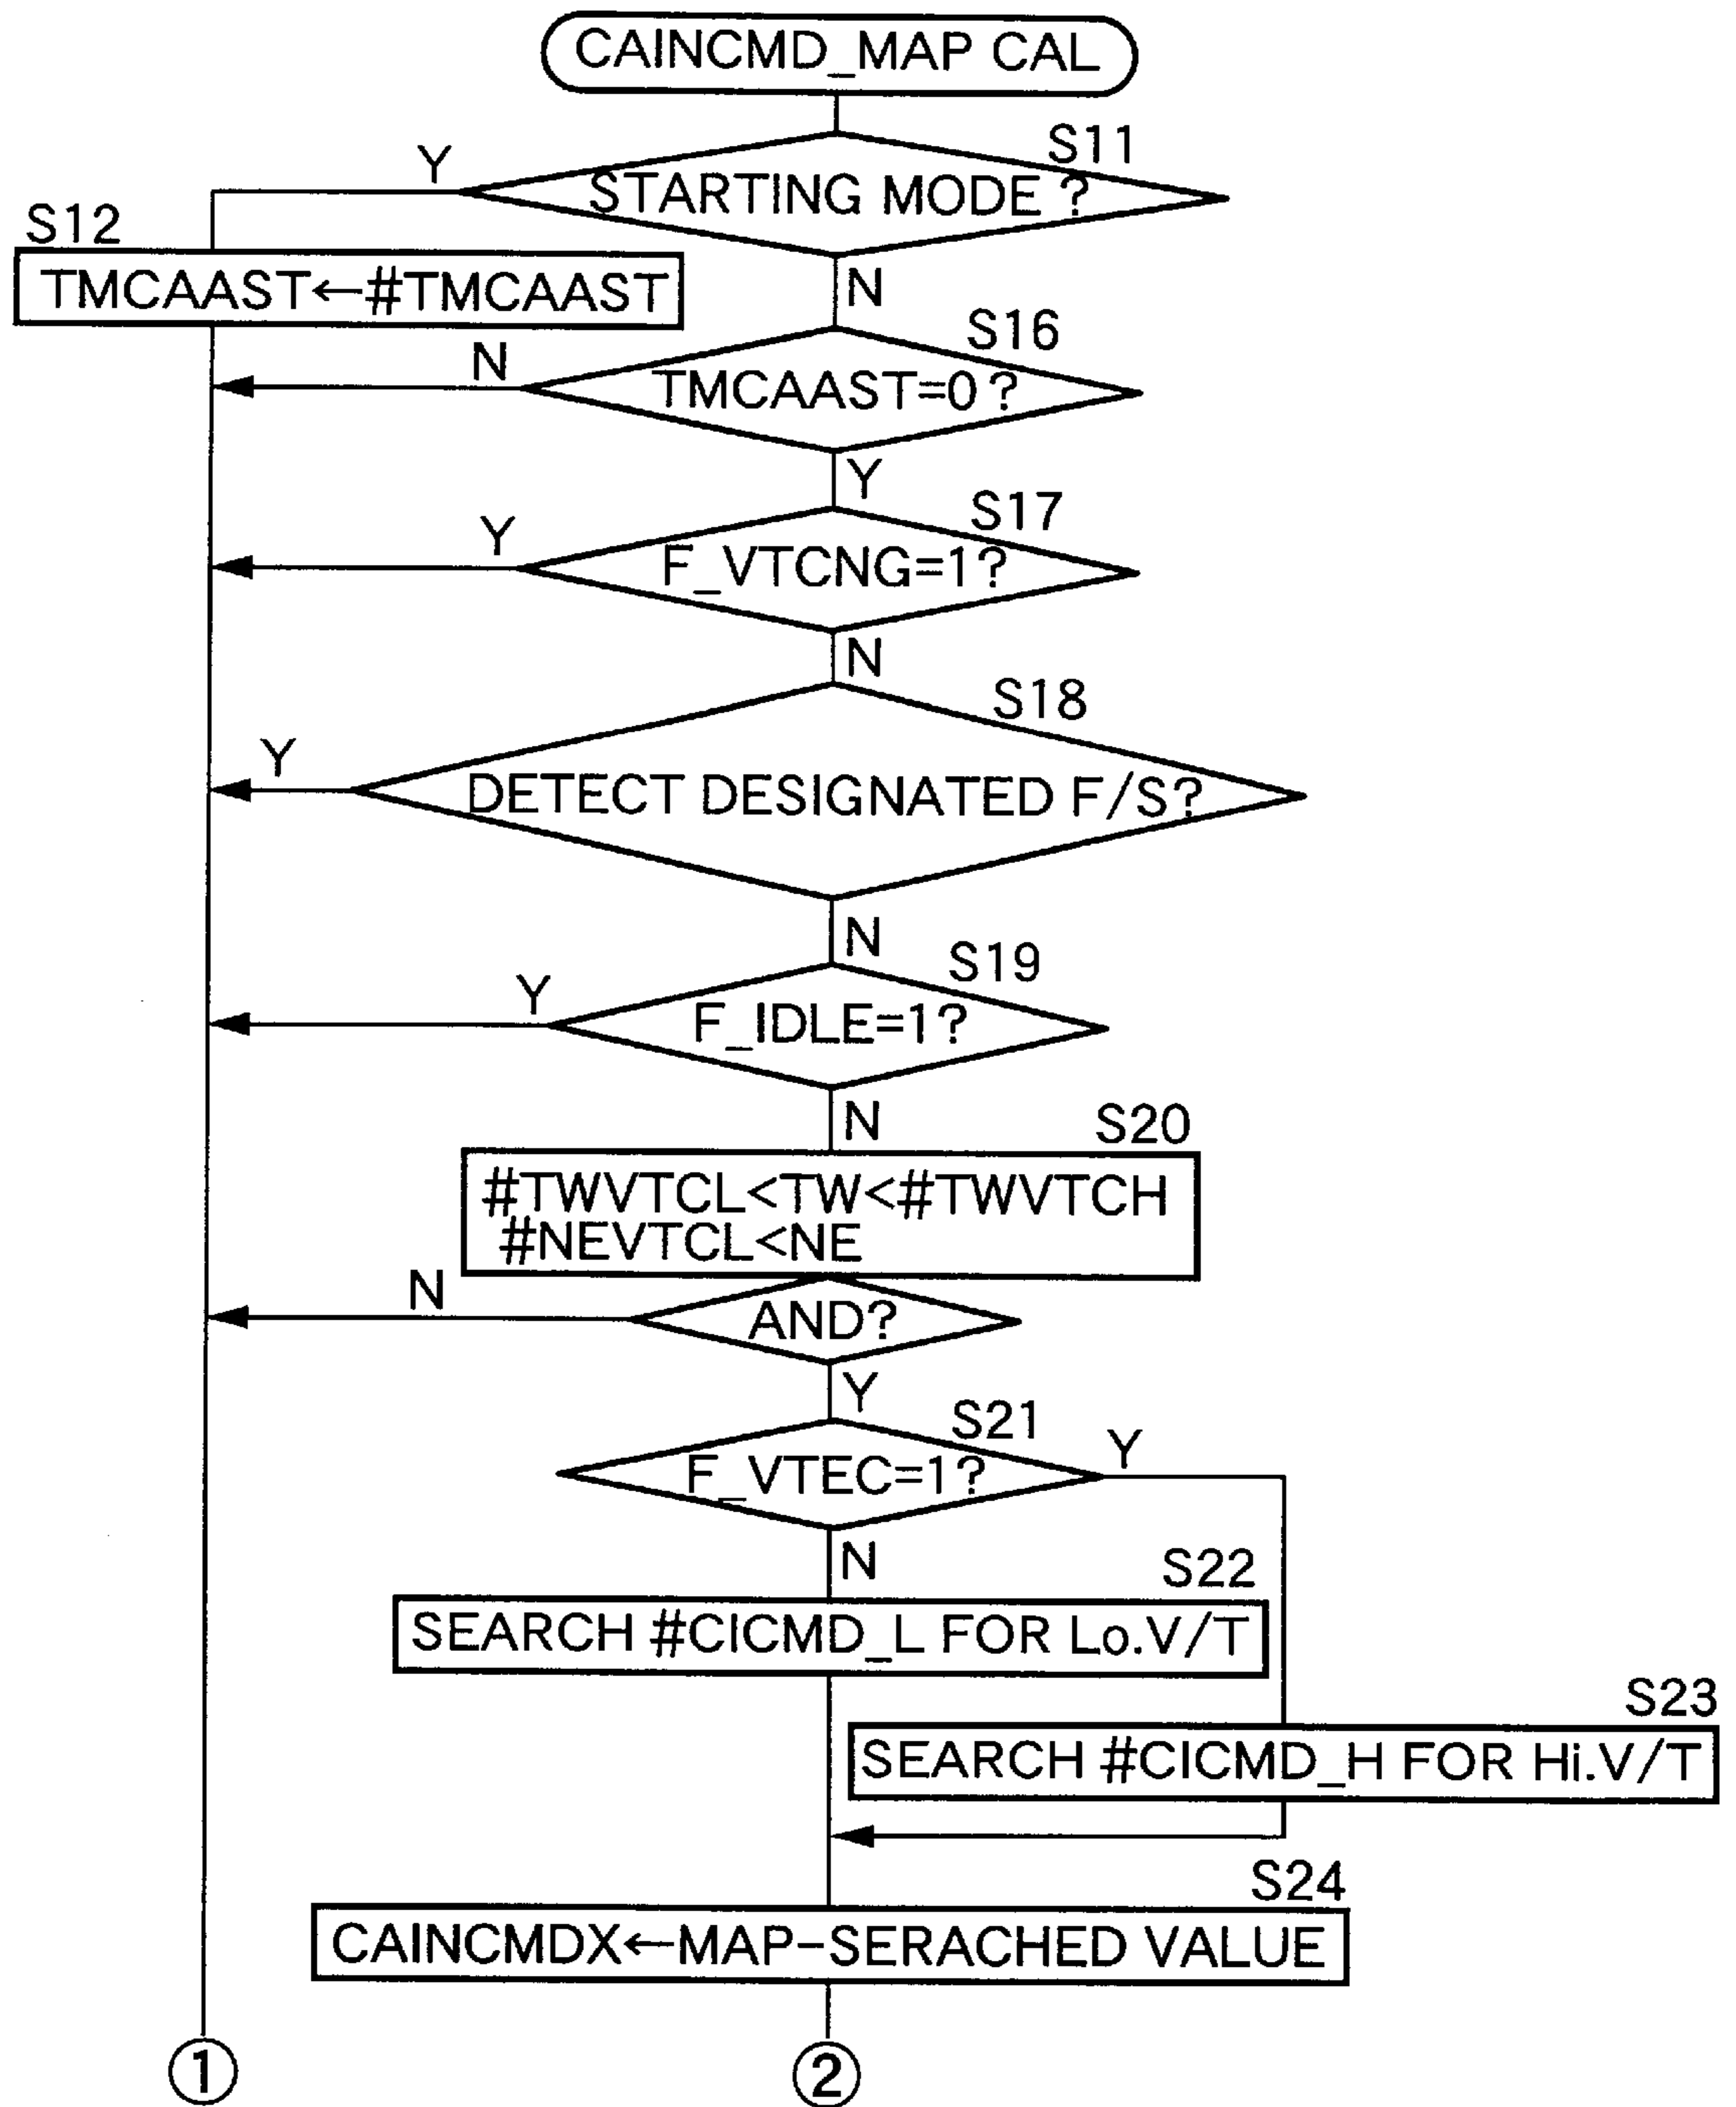 CAINCMD_MAP CAL
S11
Y
STARTING MODE ?
S12
TMCAAST←#TMCAAST
N
S16
N
TMCAAST=0?
Y
S17
Y
F_VTCNG=1?
N
S18
Y
DETECT DESIGNATED F/S?
N
S19
Y
F_IDLE=1?
N
S20
#TWVTCL<TW<#TWVTCH
#NEVTCL<NE
N
AND?
Y
S21
Y
F_VTEC=1?
N
S22
SEARCH #CICMD_L FOR Lo.V/T
S23
SEARCH #CICMD_H FOR Hi.V/T
S24
CAINCMDX←MAP-SERACHED VALUE
①
②